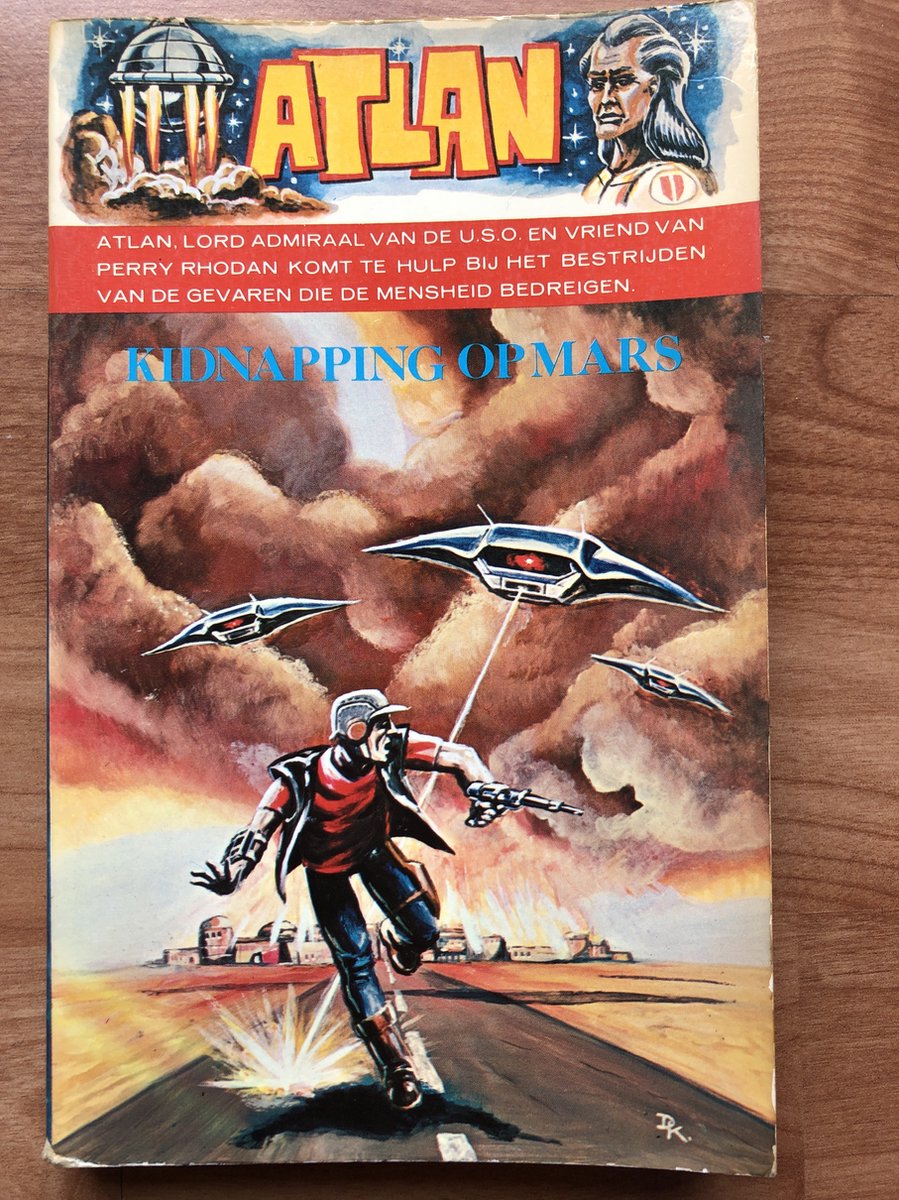 ATLAN
ATLAN, LORD ADMIRAAL VAN DE U.S.O. EN VRIEND VAN
PERRY RHODAN KOMT TE HULP BIJ HET BESTRIJDEN
VAN DE GEVAREN DIE DE MENSHEID BEDREIGEN.
KIDNAPPING OP MARS
DK.